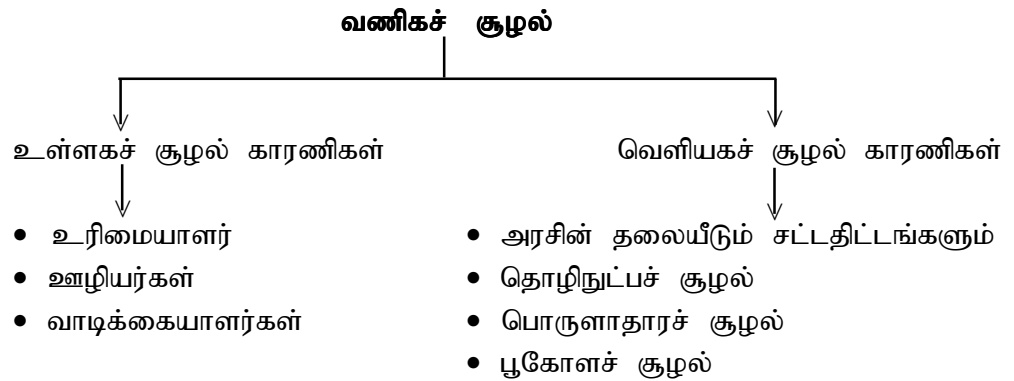 வணிகச் சூழல்
உள்ளகச் சூழல் காரணிகள்
வெளியகச் சூழல் காரணிகள்
• உரிமையாளர்
• ஊழியர்கள்
• வாடிக்கையாளர்கள்
• அரசின் தலையீடும் சட்டதிட்டங்களும்
• தொழிநுட்பச் சூழல்
• பொருளாதாரச் சூழல்
• பூகோளச் சூழல்